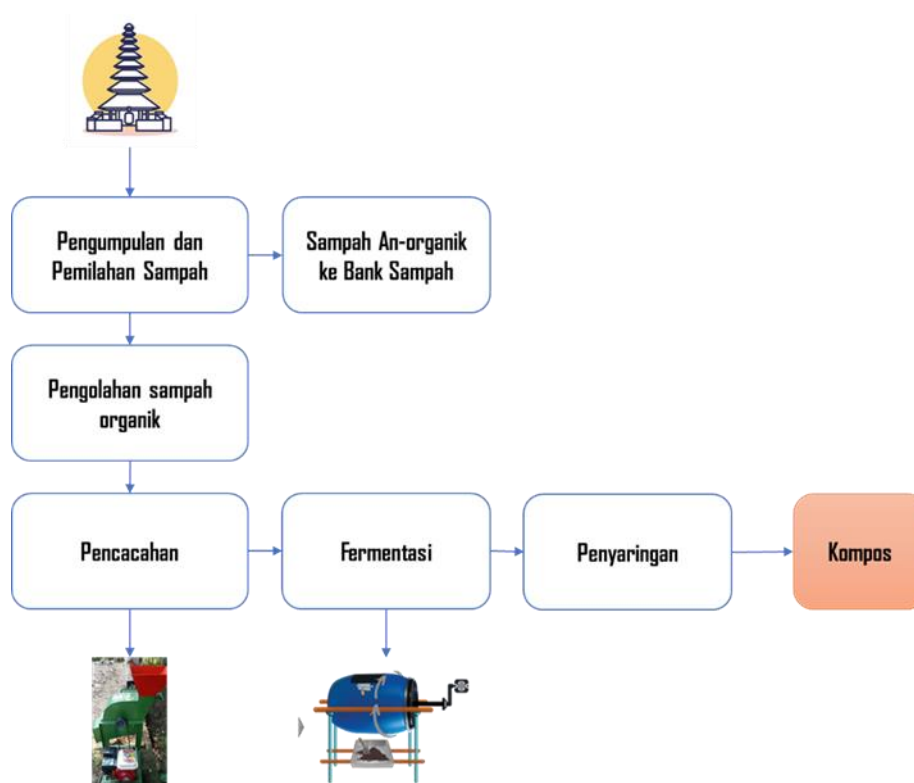 Pengumpulan dan
Pemilahan Sampah
Sampah An-organik
ke Bank Sampah
Pengolahan sampah
organik
Pencacahan
Fermentasi
Penyaringan
Kompos